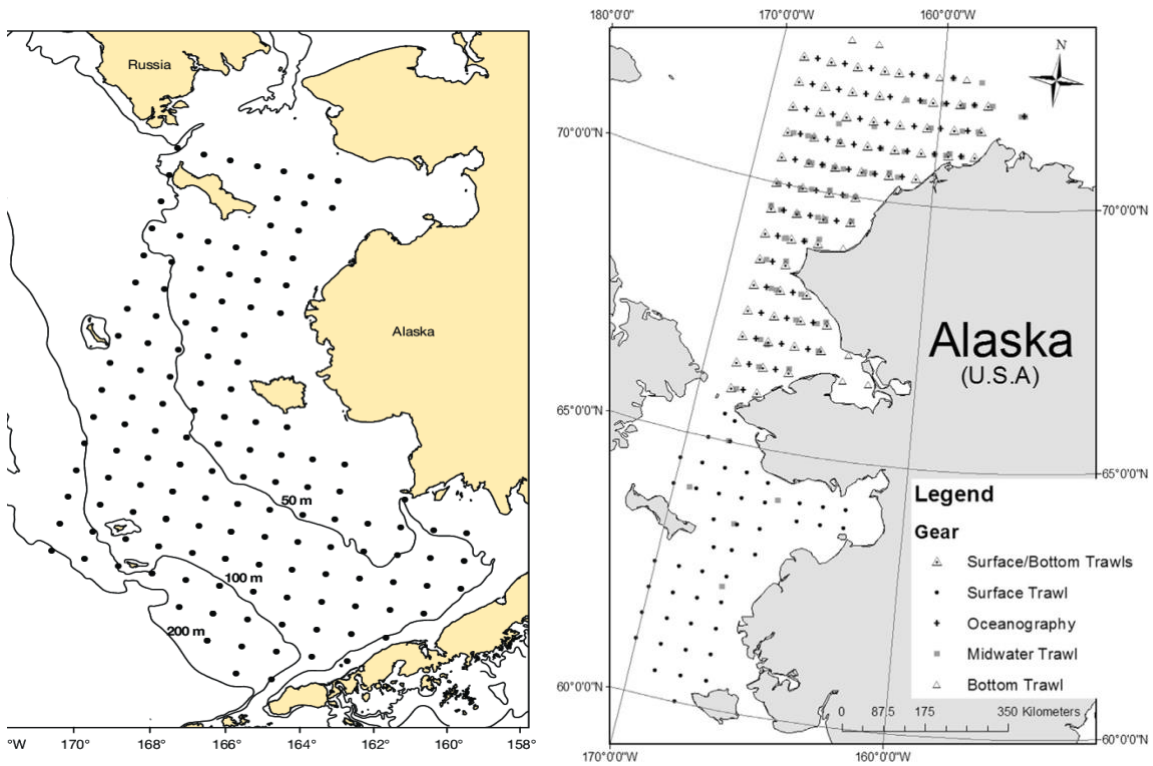 Russia
Alaska
50 m
100 m
200 m
°W 170° 168° 166° 164° 162° 160° 158°
180°0'0" 170°0'0"W 160°0'0"W
N
70°0'0"N
70°0'0"N
Alaska
(U.S.A)
65°0'0"N
65°0'0"N
Legend
Gear
Surface/Bottom Trawls
Surface Trawl
Oceanography
Midwater Trawl
Bottom Trawl
60°0'0"N
0 87.5 175 350 Kilometers
60°0'0"N
170°0'0"W 160°0'0"W